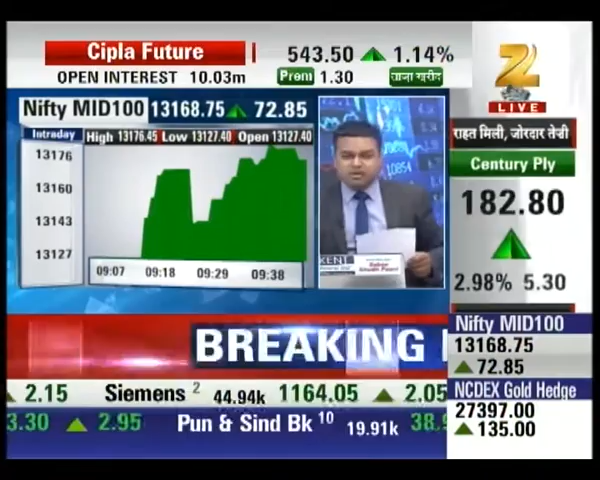 Cipla Future
543.50 1.14%
OPEN INTEREST 10.03m Prem 1.30 ताजा खरीद
LIVE
Nifty MID100 13168.75 72.85
Intraday High 13176.45 Low 13127.40 Open 13127.40
13176
13160
13143
13127
09:07 09:18 09:29 09:38
10854
KENT
राहत मिली, जोरदार तेजी
Century Ply
182.80
2.98% 5.30
BREAKING
Nifty MID100
13168.75
72.85
NCDEX Gold Hedge
27397.00
135.00
2.15 Siemens 2 44.94k 1164.05 2.05
3.30 2.95 Pun & Sind Bk 10 19.91k 38.9